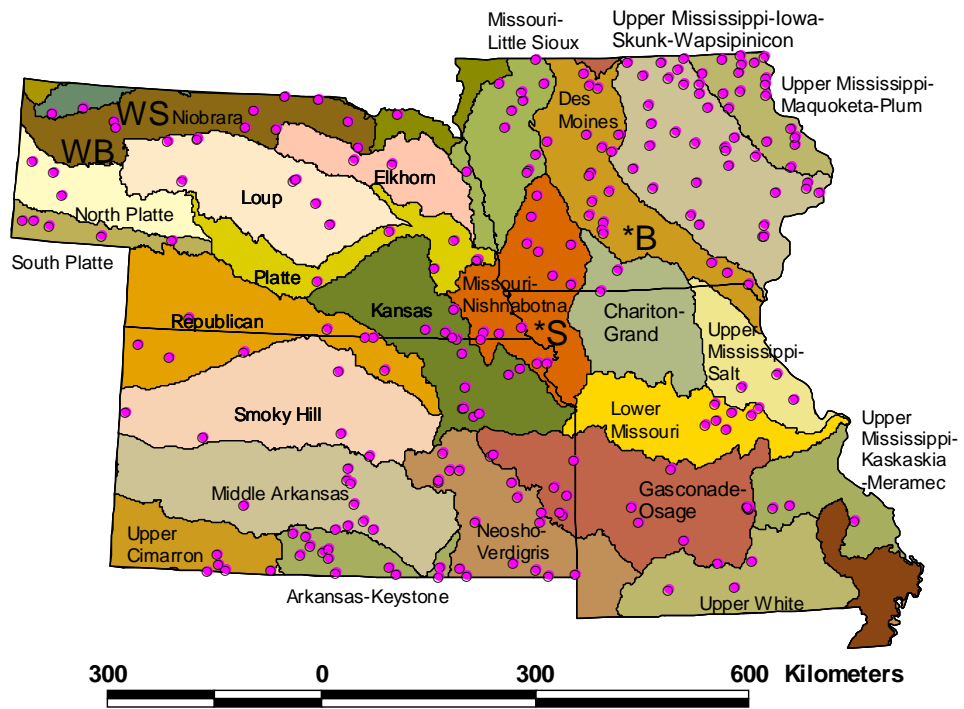 Missouri-
Little Sioux
Upper Mississippi-Iowa-
Skunk-Wapsipinicon
Upper Mississippi-
Maquoketa-Plum
Des
Moines
WS
Niobrara
WB
Elkhorn
Loup
North Platte
*B
South Platte
Platte
Missouri-
Nishnabotna
Kansas
Chariton-
Grand
Republican
*S
Upper
Mississippi-
Salt
Smoky Hill
Lower
Missouri
Upper
Mississippi-
Kaskaskia
-Meramec
Middle Arkansas
Gasconade-
Osage
Upper
Cimarron
Neosho-
Verdigris
Arkansas-Keystone
Upper White
300 0 300 600 Kilometers